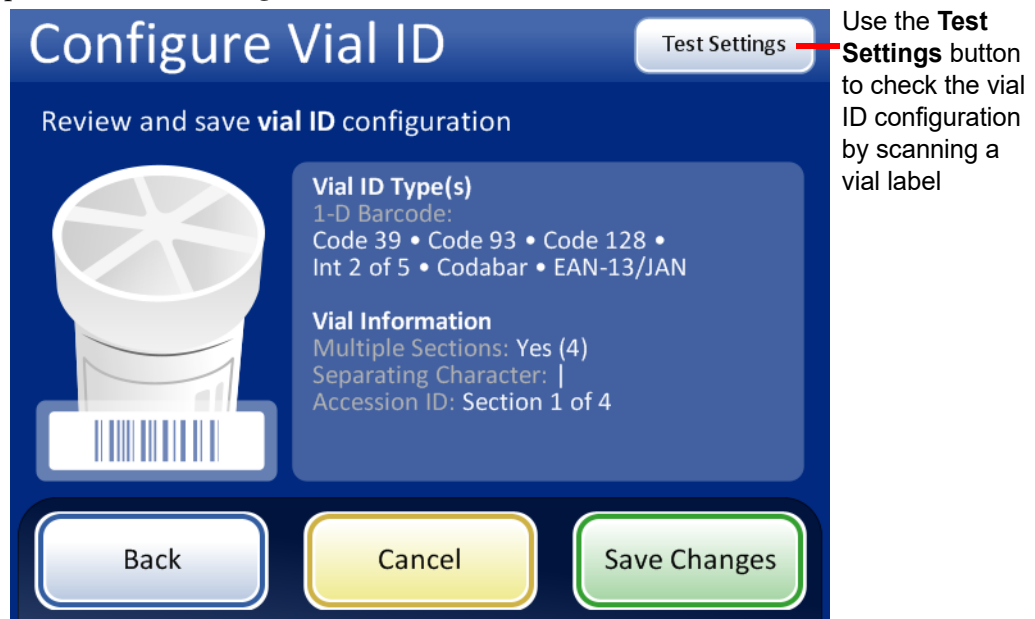 Configure Vial ID
Test Settings
Use the Test
Settings button
to check the vial
ID configuration
by scanning a
vial label
Review and save vial ID configuration
Vial ID Type(s)
1-D Barcode:
Code 39 • Code 93 • Code 128 •
Int 2 of 5 • Codabar • EAN-13/JAN
Vial Information
Multiple Sections: Yes (4)
Separating Character: |
Accession ID: Section 1 of 4
Back
Cancel
Save Changes